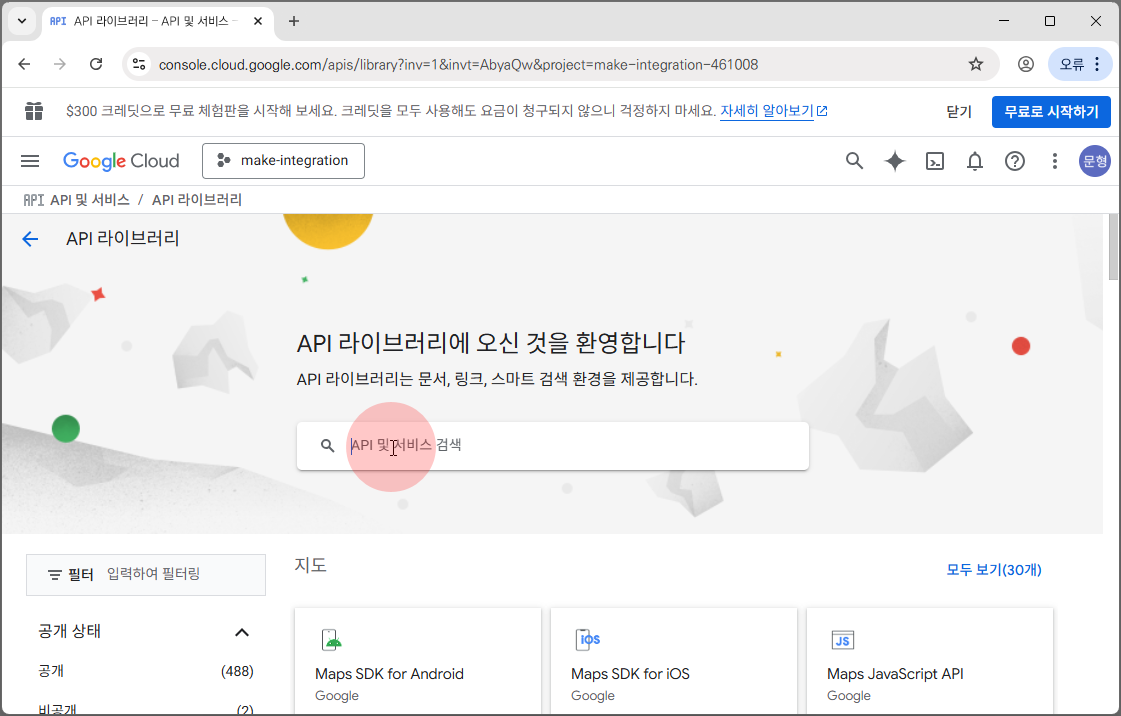 API API 라이브러리 – API 및 서비스 –
console.cloud.google.com/apis/library?inv=1&invt=AbyaQw&project=make-integration-461008
오류
$300 크레딧으로 무료 체험판을 시작해 보세요. 크레딧을 모두 사용해도 요금이 청구되지 않으니 걱정하지 마세요. 자세히 알아보기
닫기
무료로 시작하기
Google Cloud
make-integration
문형
API API 및 서비스 / API 라이브러리
API 라이브러리
API 라이브러리에 오신 것을 환영합니다
API 라이브러리는 문서, 링크, 스마트 검색 환경을 제공합니다.
API 및 서비스 검색
필터 입력하여 필터링
지도
모두 보기(30개)
공개 상태
공개 (488)
비공개 (2)
Maps SDK for Android
Google
iOS
Maps SDK for iOS
Google
JS
Maps JavaScript API
Google